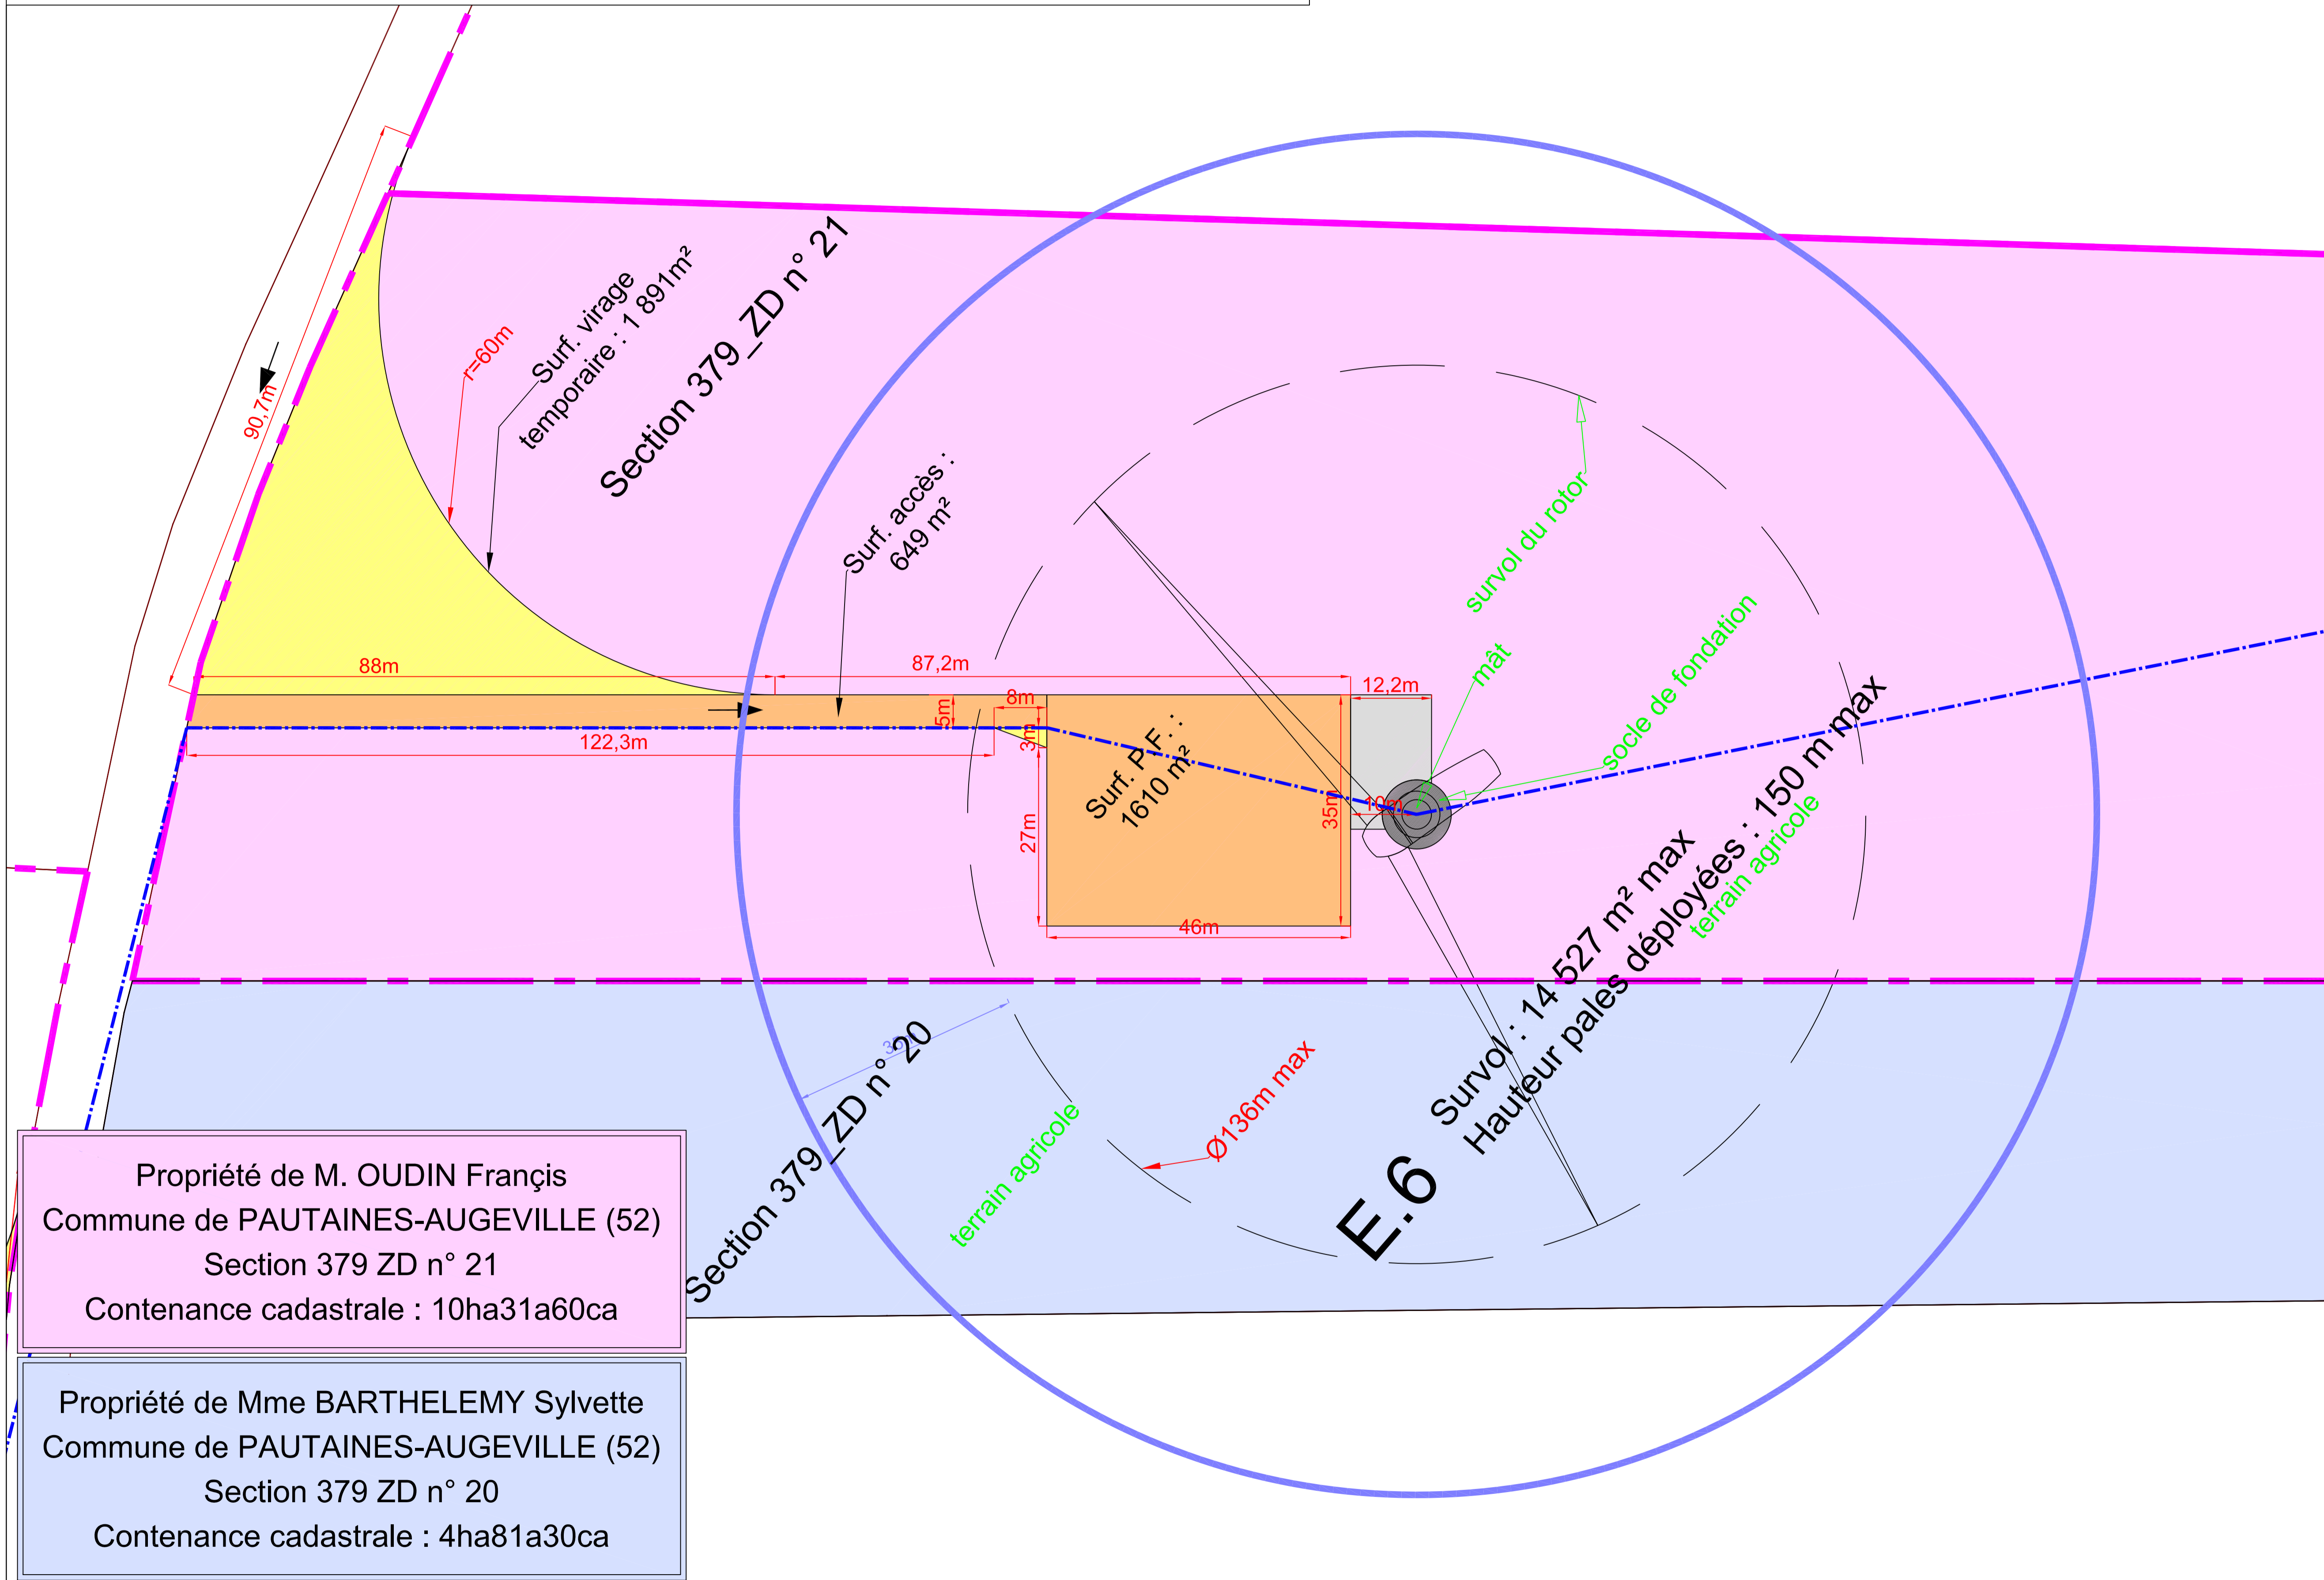 Surf. virage
temporaire : 1 891m²
Section 379_ZD n° 21
r=60m
90,7m
Surf. accès :
649 m²
survol du rotor
mât
socle de fondation
88m
87,2m
12,2m
8m
5m
3m
122,3m
Surf. P.F. :
1610 m²
10m
35m
27m
46m
Survol : 14 527 m² max
Hauteur pales déployées : 150 m max
terrain agricole
Section 379_ZD n° 20
terrain agricole
Ø136m max
E.6
Propriété de M. OUDIN Françis
Commune de PAUTAINES-AUGEVILLE (52)
Section 379 ZD n° 21
Contenance cadastrale : 10ha31a60ca
Propriété de Mme BARTHELEMY Sylvette
Commune de PAUTAINES-AUGEVILLE (52)
Section 379 ZD n° 20
Contenance cadastrale : 4ha81a30ca